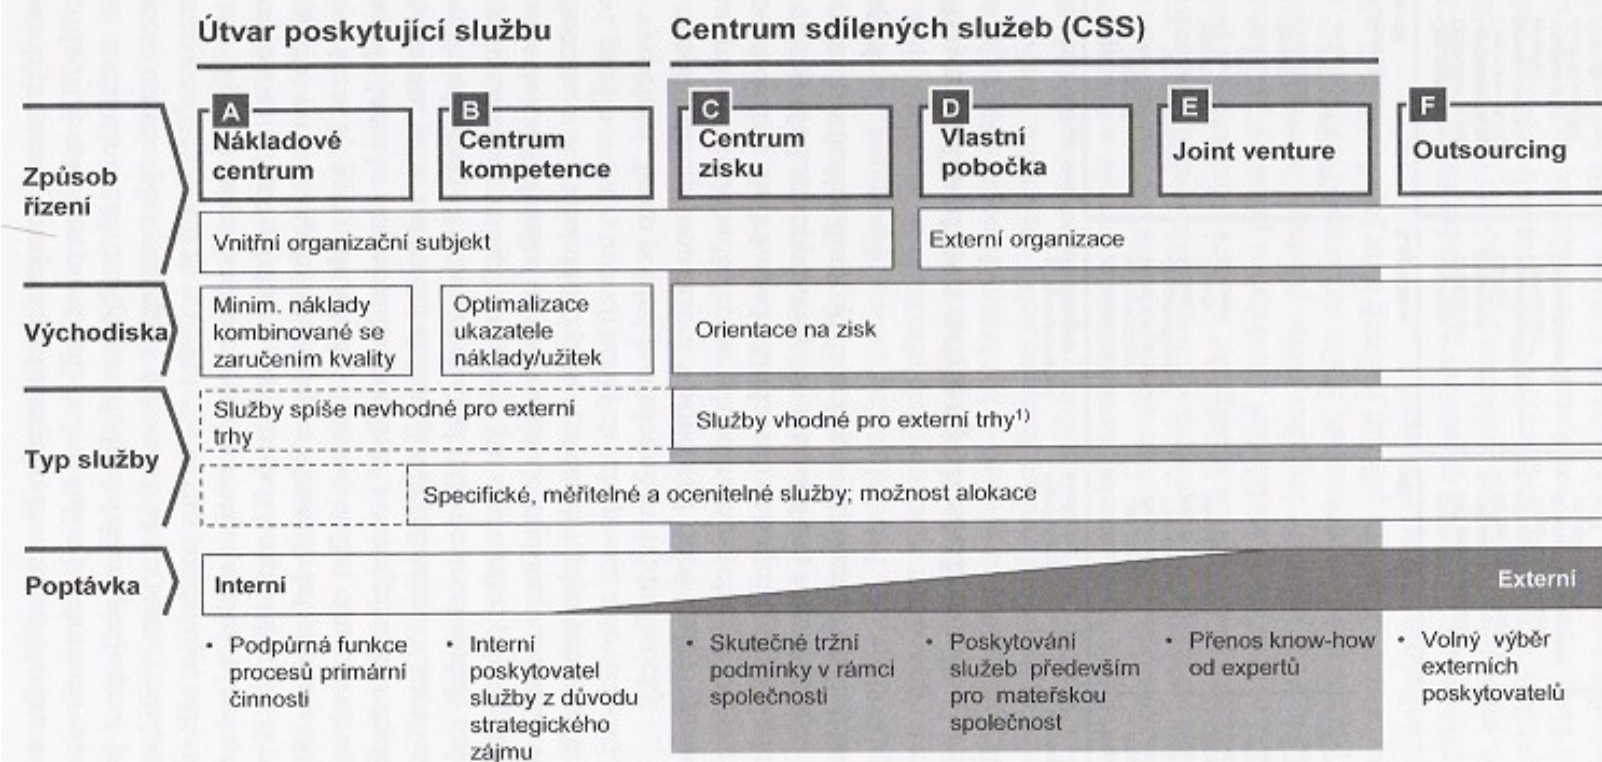 Útvar poskytující službu
Centrum sdílených služeb (CSS)
Způsob
řízení
A
Nákladové
centrum
B
Centrum
kompetence
C
Centrum
zisku
D
Vlastní
pobočka
E
Joint venture
F
Outsourcing
Vnitřní organizační subjekt
Externí organizace
Východiska
Minim. náklady
kombinované se
zaručením kvality
Optimalizace
ukazatele
náklady/užitek
Orientace na zisk
Typ služby
Služby spíše nevhodné pro externí
trhy
Služby vhodné pro externí trhy¹⁾
Specifické, měřitelné a ocenitelné služby; možnost alokace
Poptávka
Interní
Externí
• Podpůrná funkce
procesů primární
činnosti
• Interní
poskytovatel
služby z důvodu
strategického
zájmu
• Skutečné tržní
podmínky v rámci
společnosti
• Poskytování
služeb především
pro mateřskou
společnost
• Přenos know-how
od expertů
• Volný výběr
externích
poskytovatelů